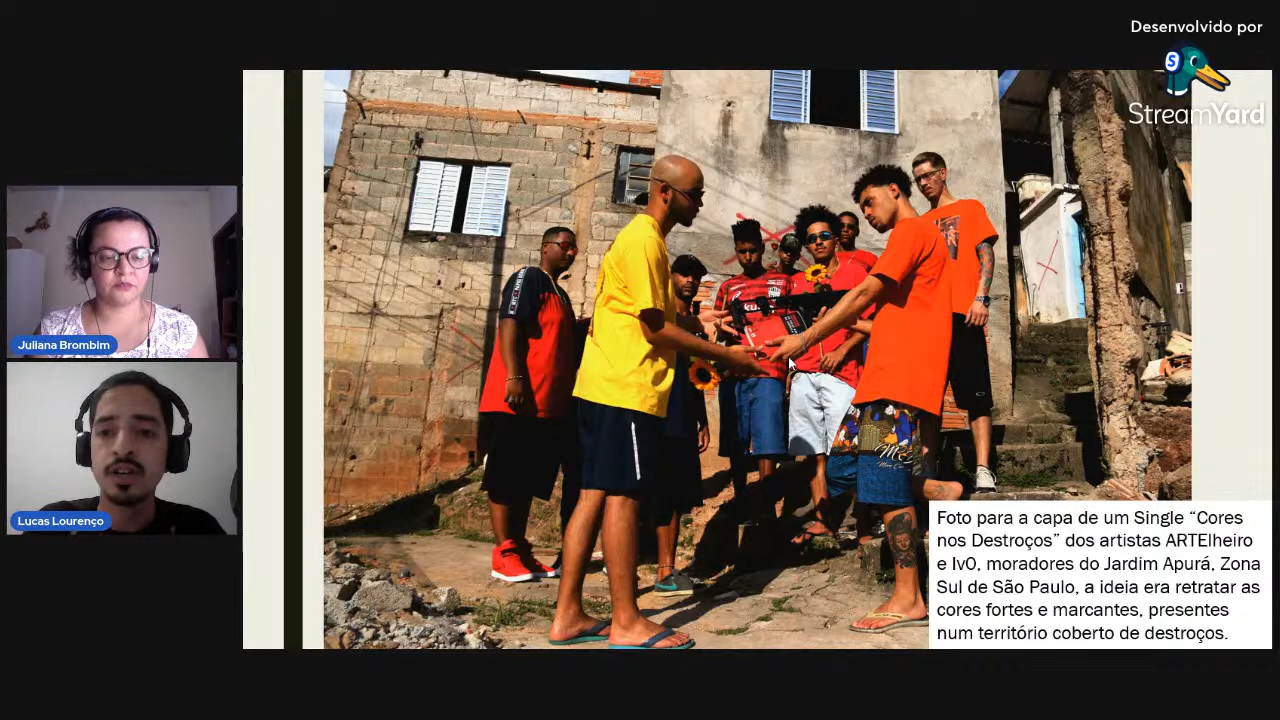 Desenvolvido por
S
StreamYard
Juliana Brombim
Lucas Lourenço
Foto para a capa de um Single “Cores
nos Destroços” dos artistas ARTElheiro
e IvO, moradores do Jardim Apurá, Zona
Sul de São Paulo, a ideia era retratar as
cores fortes e marcantes, presentes
num território coberto de destroços.